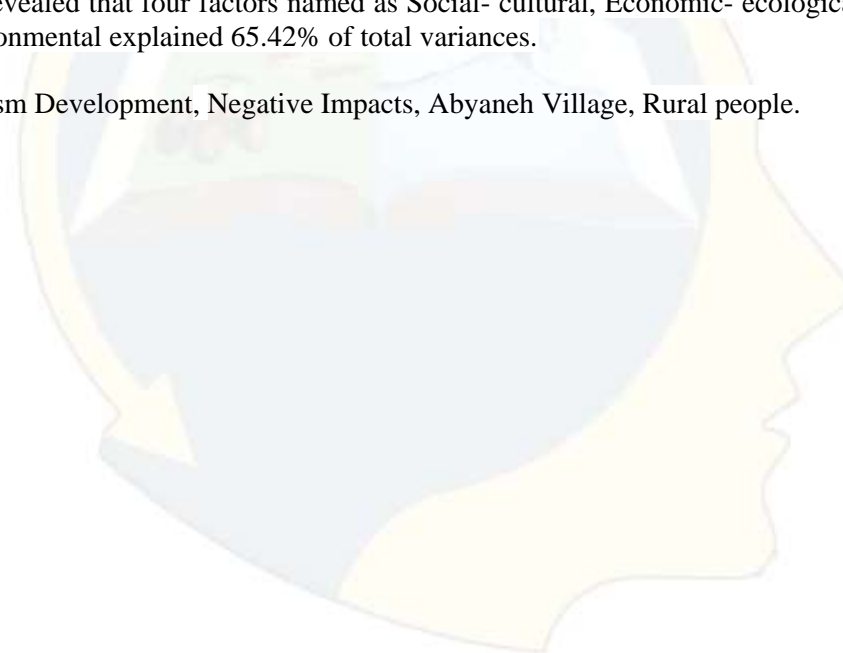 evealed that four factors named as Social- cultural, Economic- ecologica
onmental explained 65.42% of total variances.
sm Development, Negative Impacts, Abyaneh Village, Rural people.